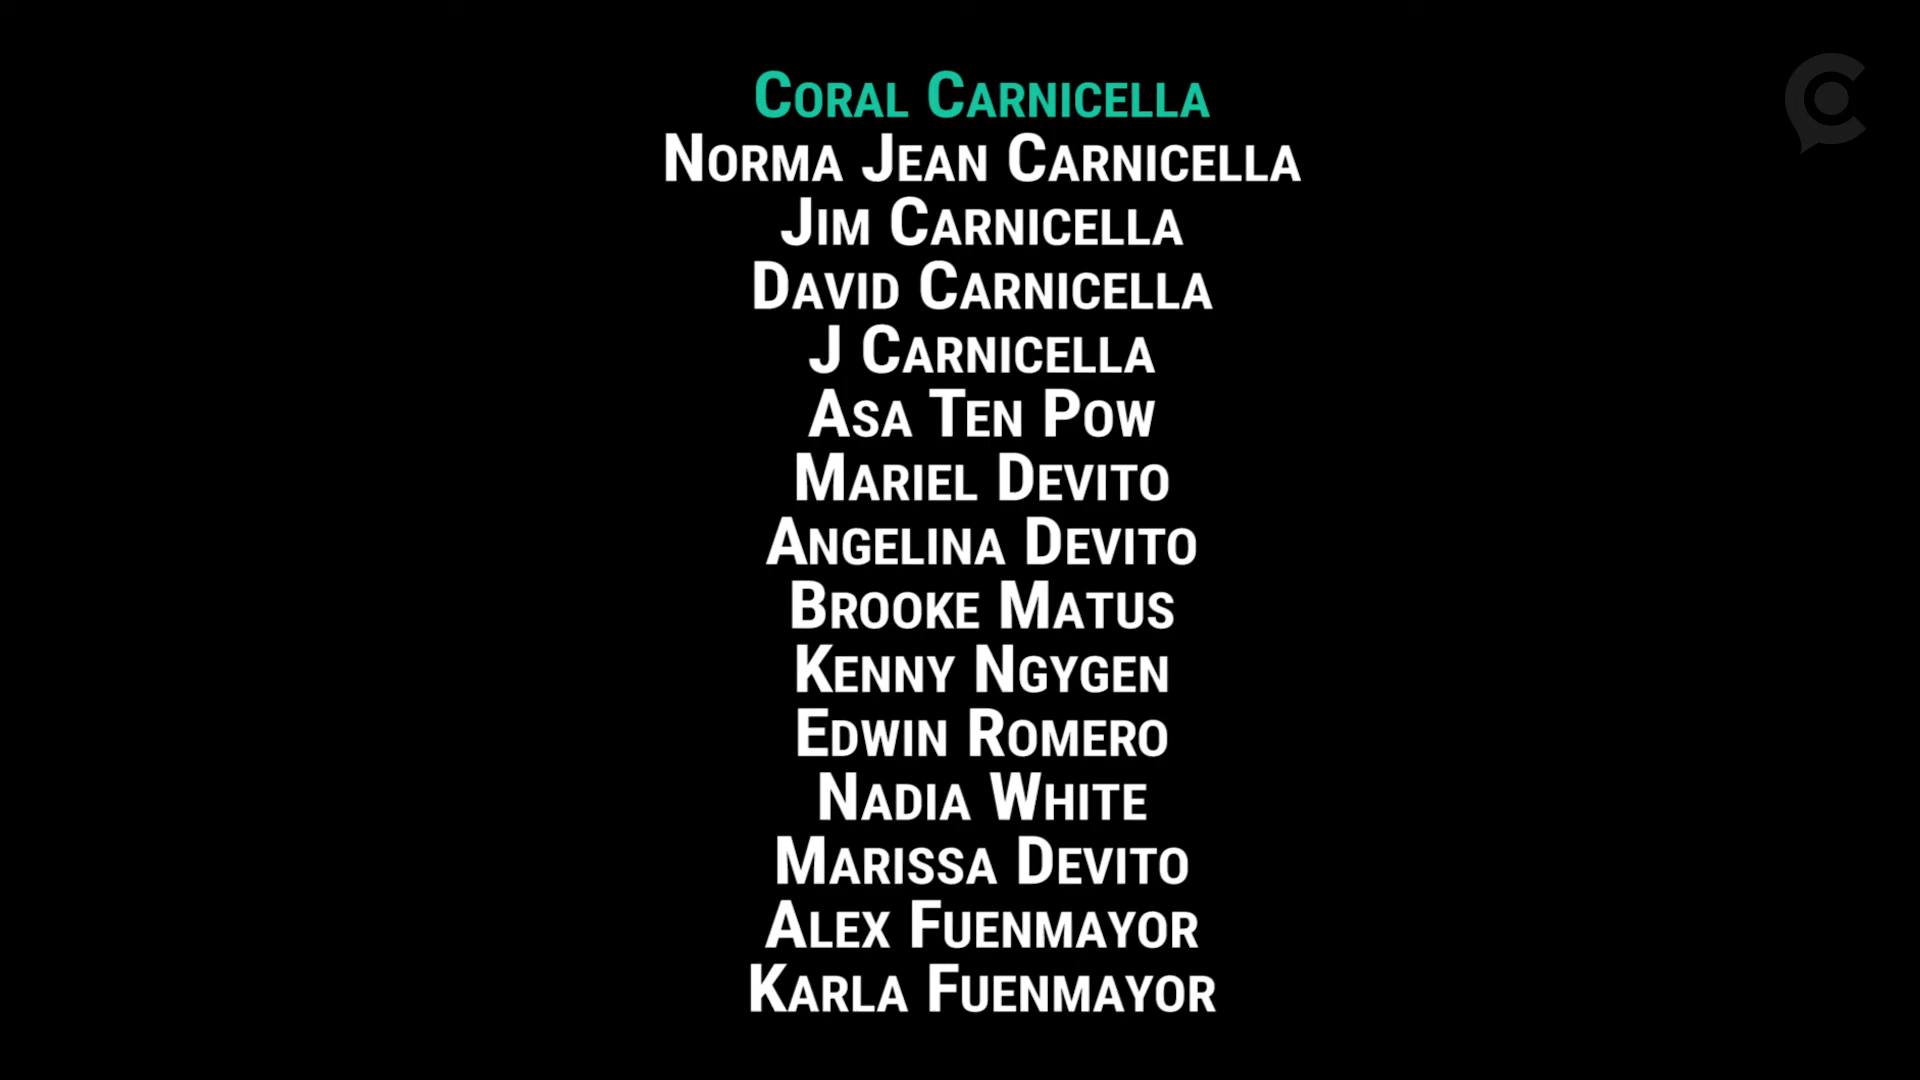 Coral Carnicella
Norma Jean Carnicella
Jim Carnicella
David Carnicella
J Carnicella
Asa Ten Pow
Mariel Devito
Angelina Devito
Brooke Matus
Kenny Ngygen
Edwin Romero
Nadia White
Marissa Devito
Alex Fuenmayor
Karla Fuenmayor